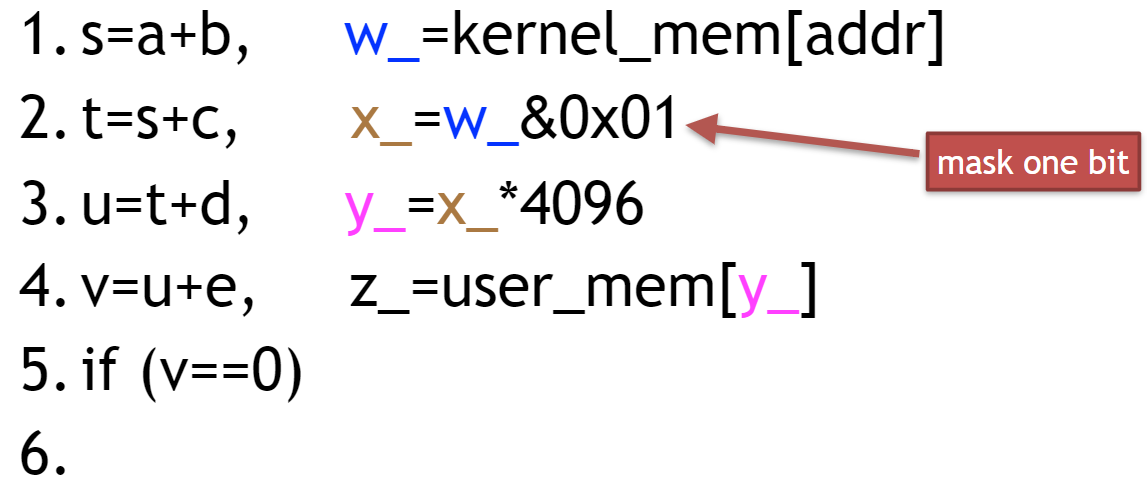 1. s=a+b, w_=kernel_mem[addr]
2. t=s+c, x_=w_&0x01
mask one bit
3. u=t+d, y_=x_*4096
4. v=u+e, z_=user_mem[y_]
5. if (v==0)
6.